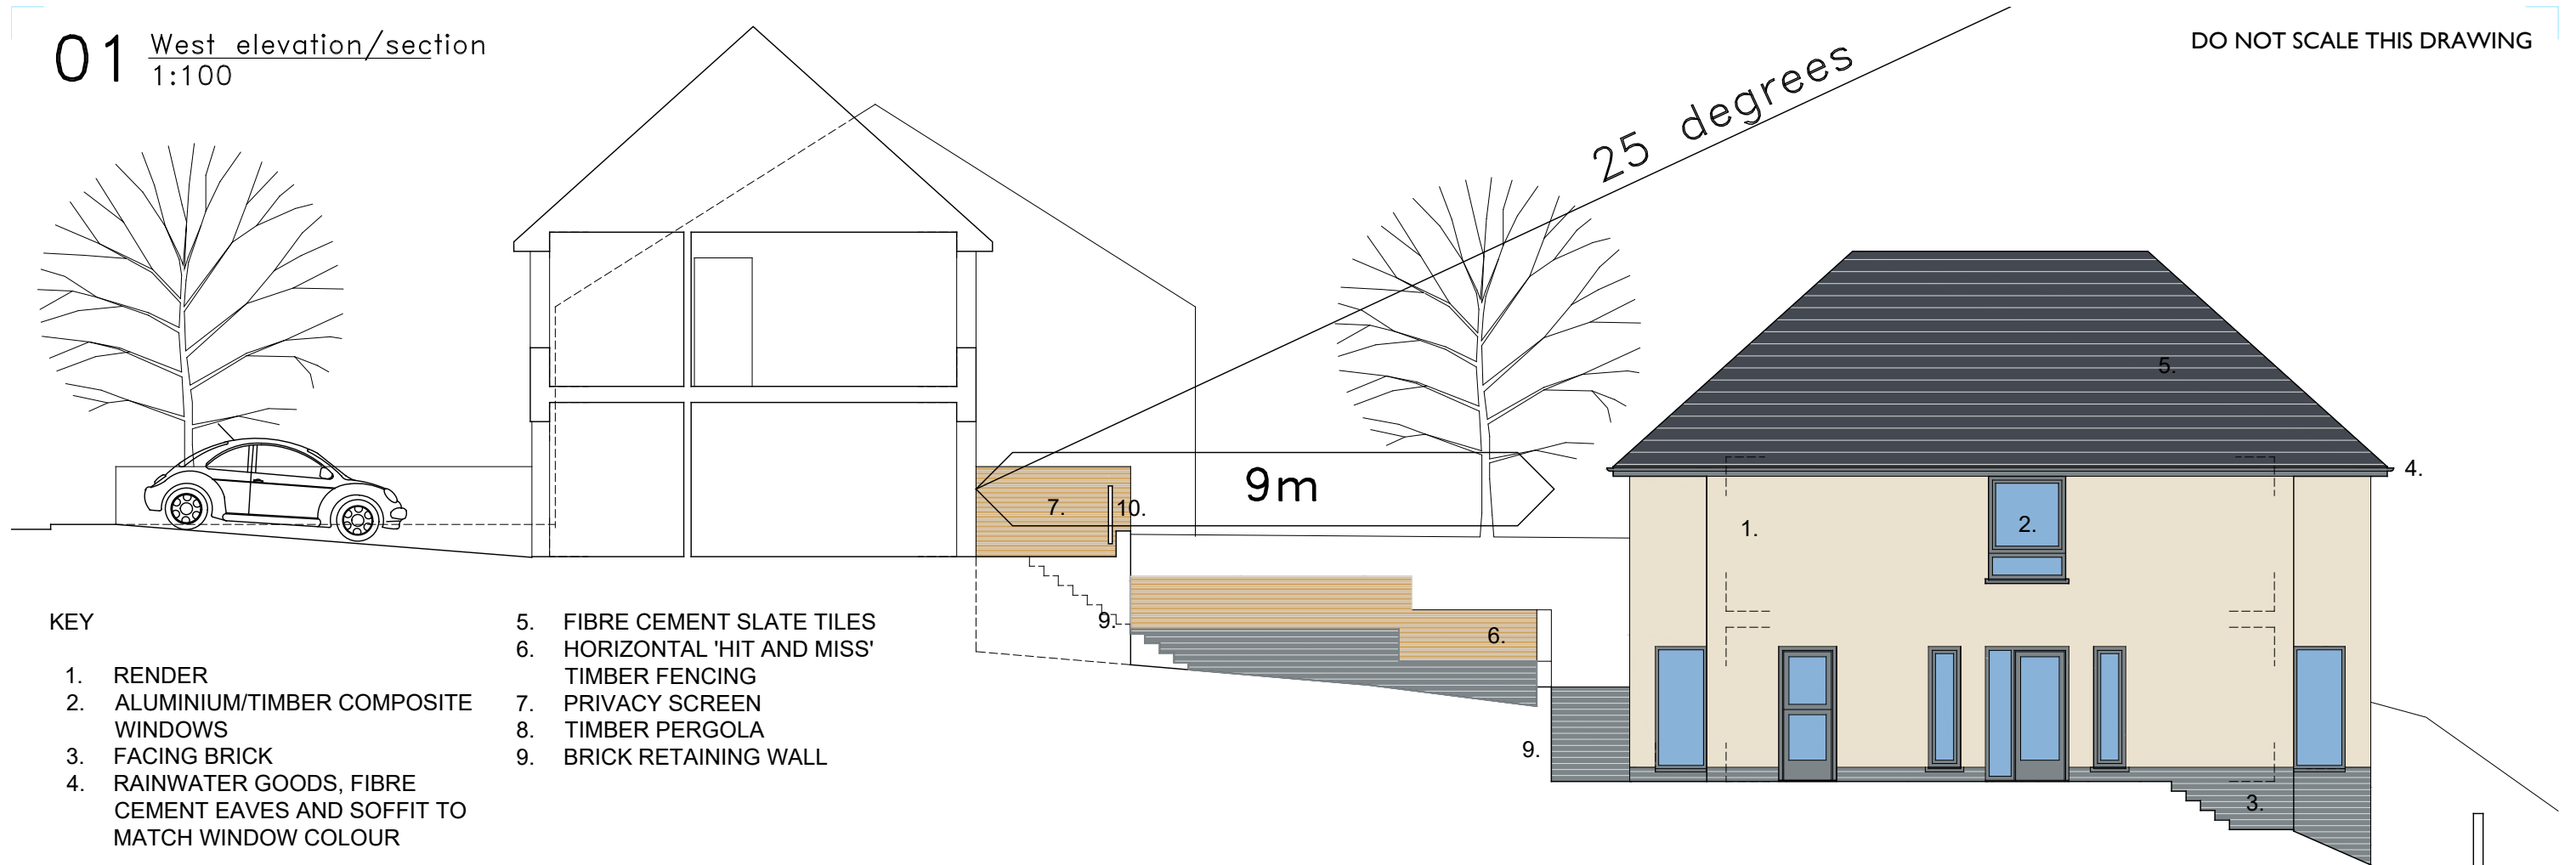 01 West elevation/section
1:100
DO NOT SCALE THIS DRAWING
25 degrees
9m
7.
10.
9.
6.
9.
1.
2.
5.
4.
3.
KEY
1. RENDER
2. ALUMINIUM/TIMBER COMPOSITE
WINDOWS
3. FACING BRICK
4. RAINWATER GOODS, FIBRE
CEMENT EAVES AND SOFFIT TO
MATCH WINDOW COLOUR
5. FIBRE CEMENT SLATE TILES
6. HORIZONTAL 'HIT AND MISS'
TIMBER FENCING
7. PRIVACY SCREEN
8. TIMBER PERGOLA
9. BRICK RETAINING WALL